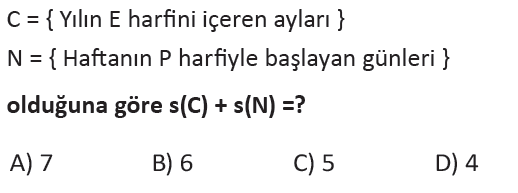 C = { Yılın E harfini içeren ayları }
N = { Haftanın P harfiyle başlayan günleri }
olduğuna göre s(C) + s(N) =?
A) 7 B) 6 C) 5 D) 4